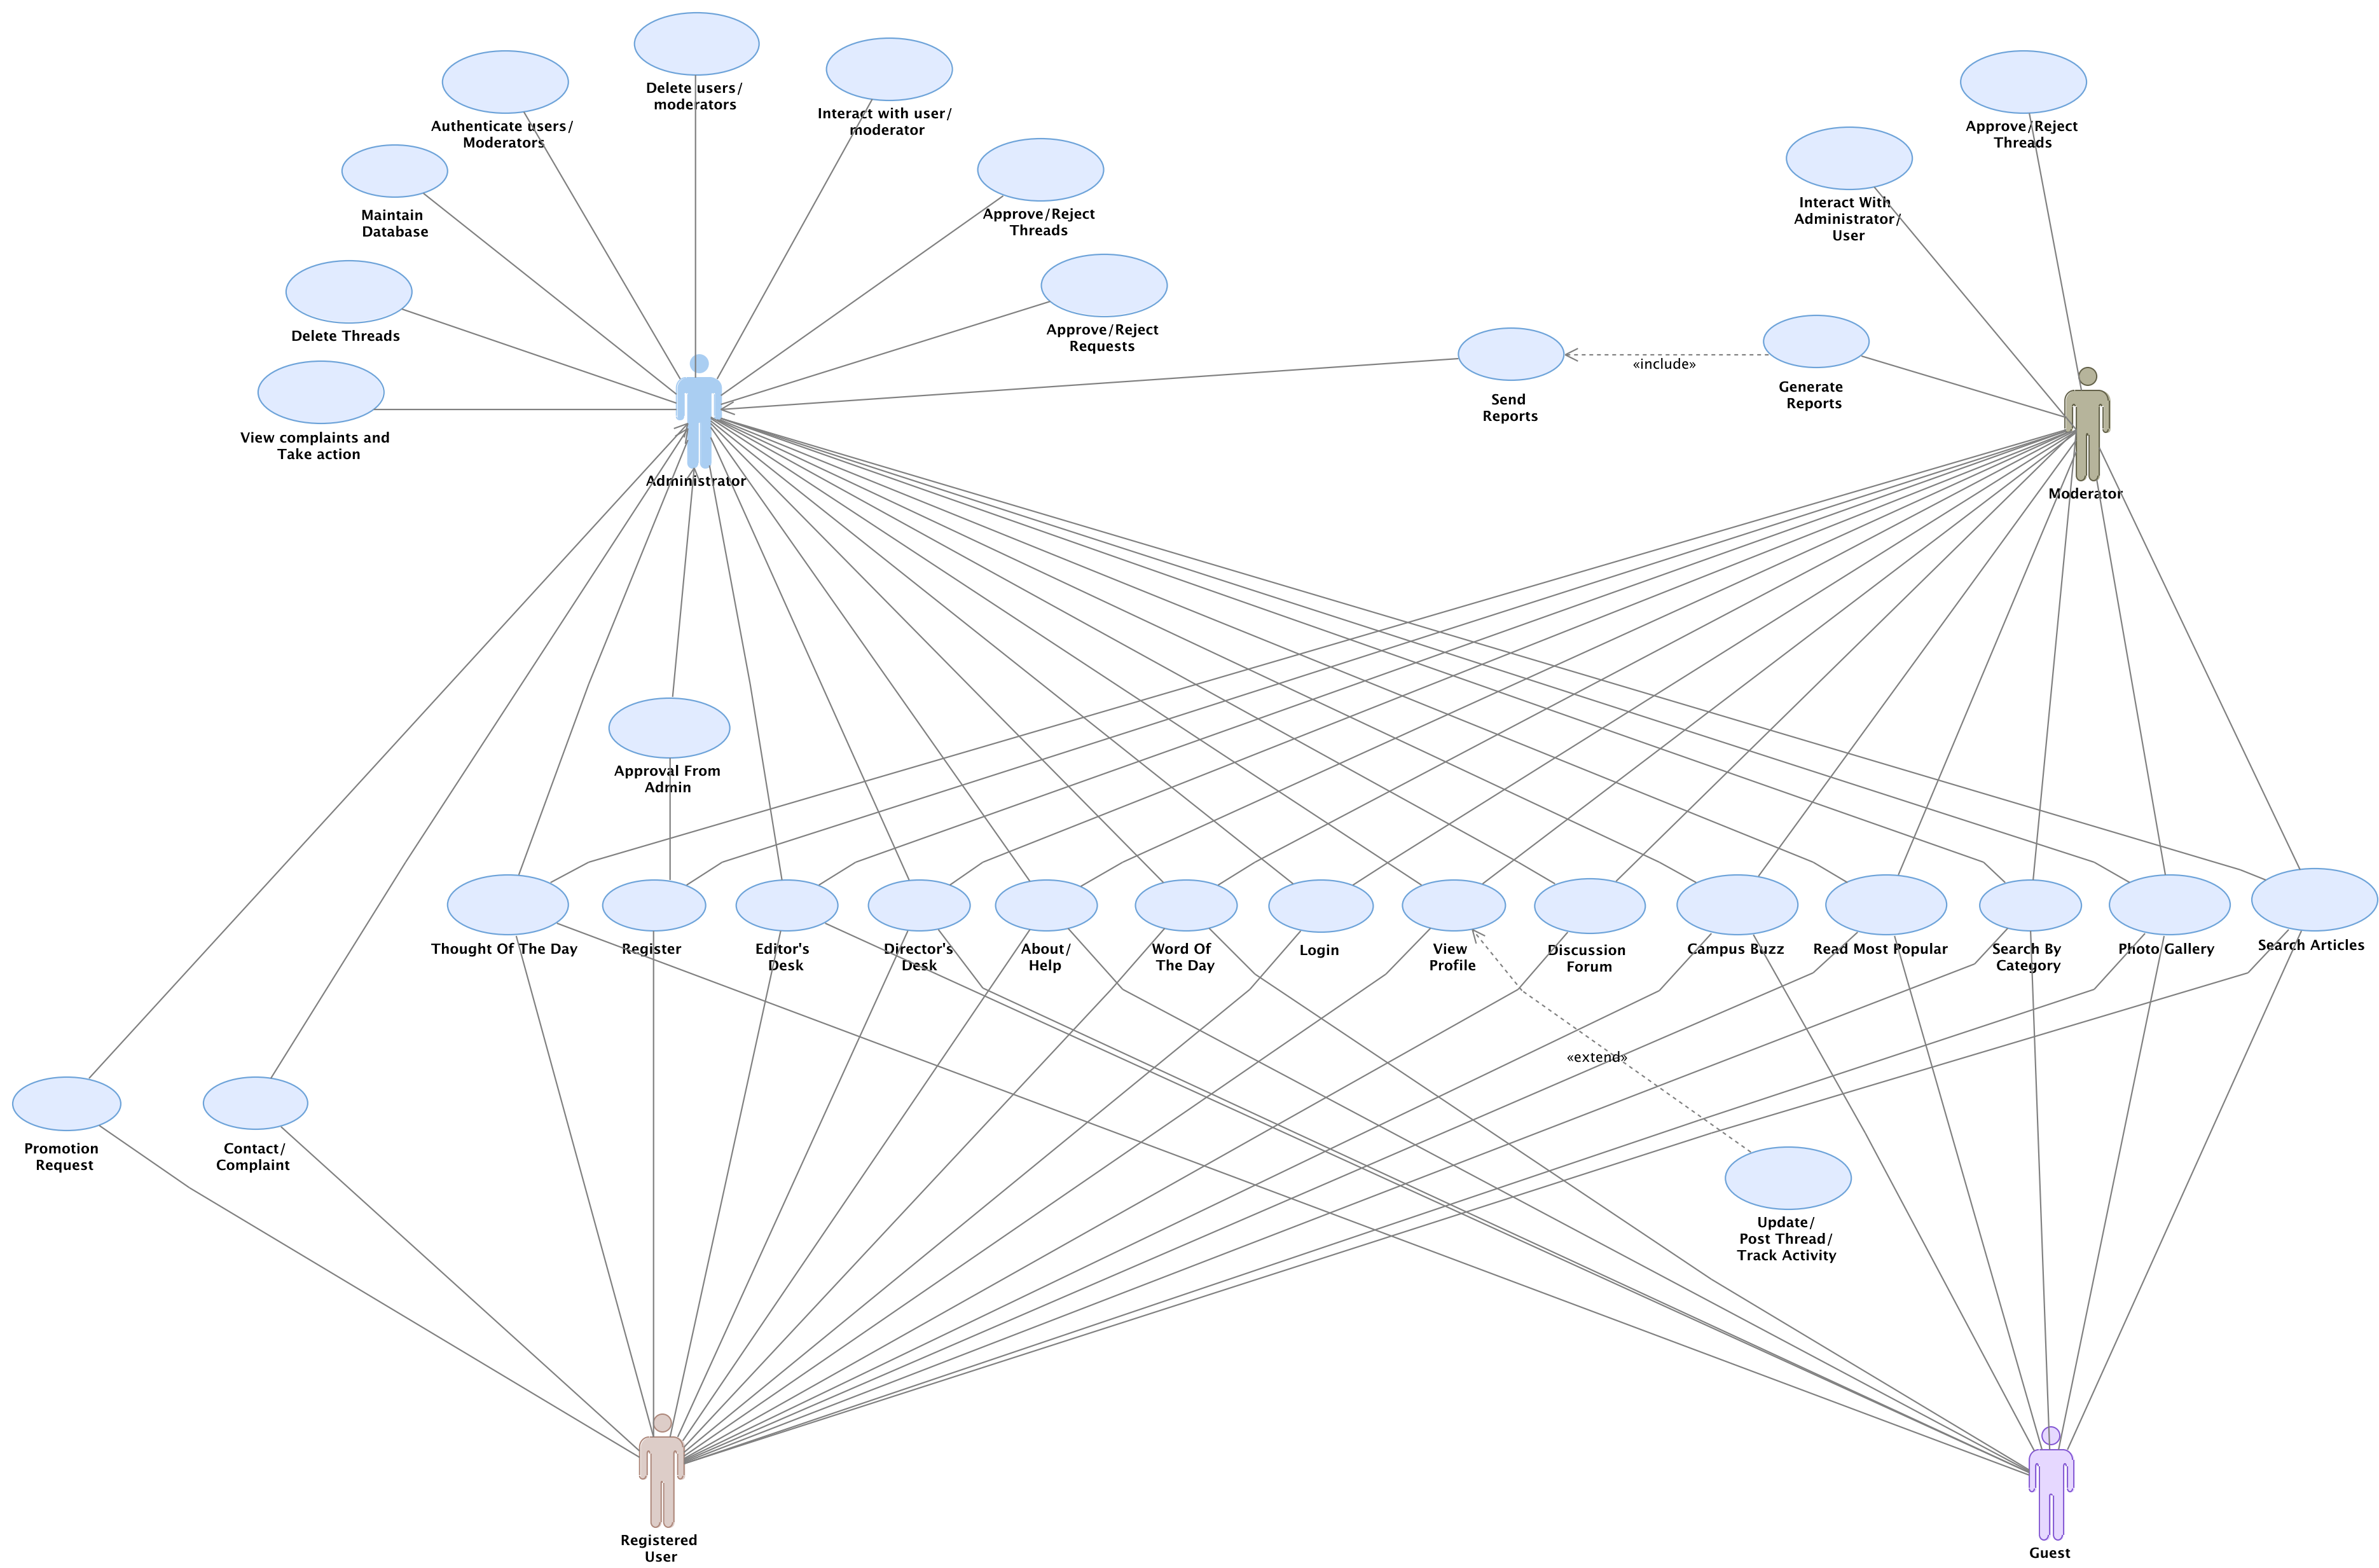 Delete users/
moderators
Interact with user/
moderator
Authenticate users/
Moderators
Approve/Reject
Threads
Maintain
Database
Interact With
Administrator/
User
Approve/Reject
Threads
Delete Threads
Approve/Reject
Requests
«include»
Send
Reports
Generate
Reports
View complaints and
Take action
Administrator
Moderator
Approval From
Admin
Thought Of The Day
Register
Editor's
Desk
Director's
Desk
About/
Help
Word Of
The Day
Login
View
Profile
Discussion
Forum
Campus Buzz
Read Most Popular
Search By
Category
Photo Gallery
Search Articles
«extend»
Promotion
Request
Contact/
Complaint
Update/
Post Thread/
Track Activity
Registered
User
Guest